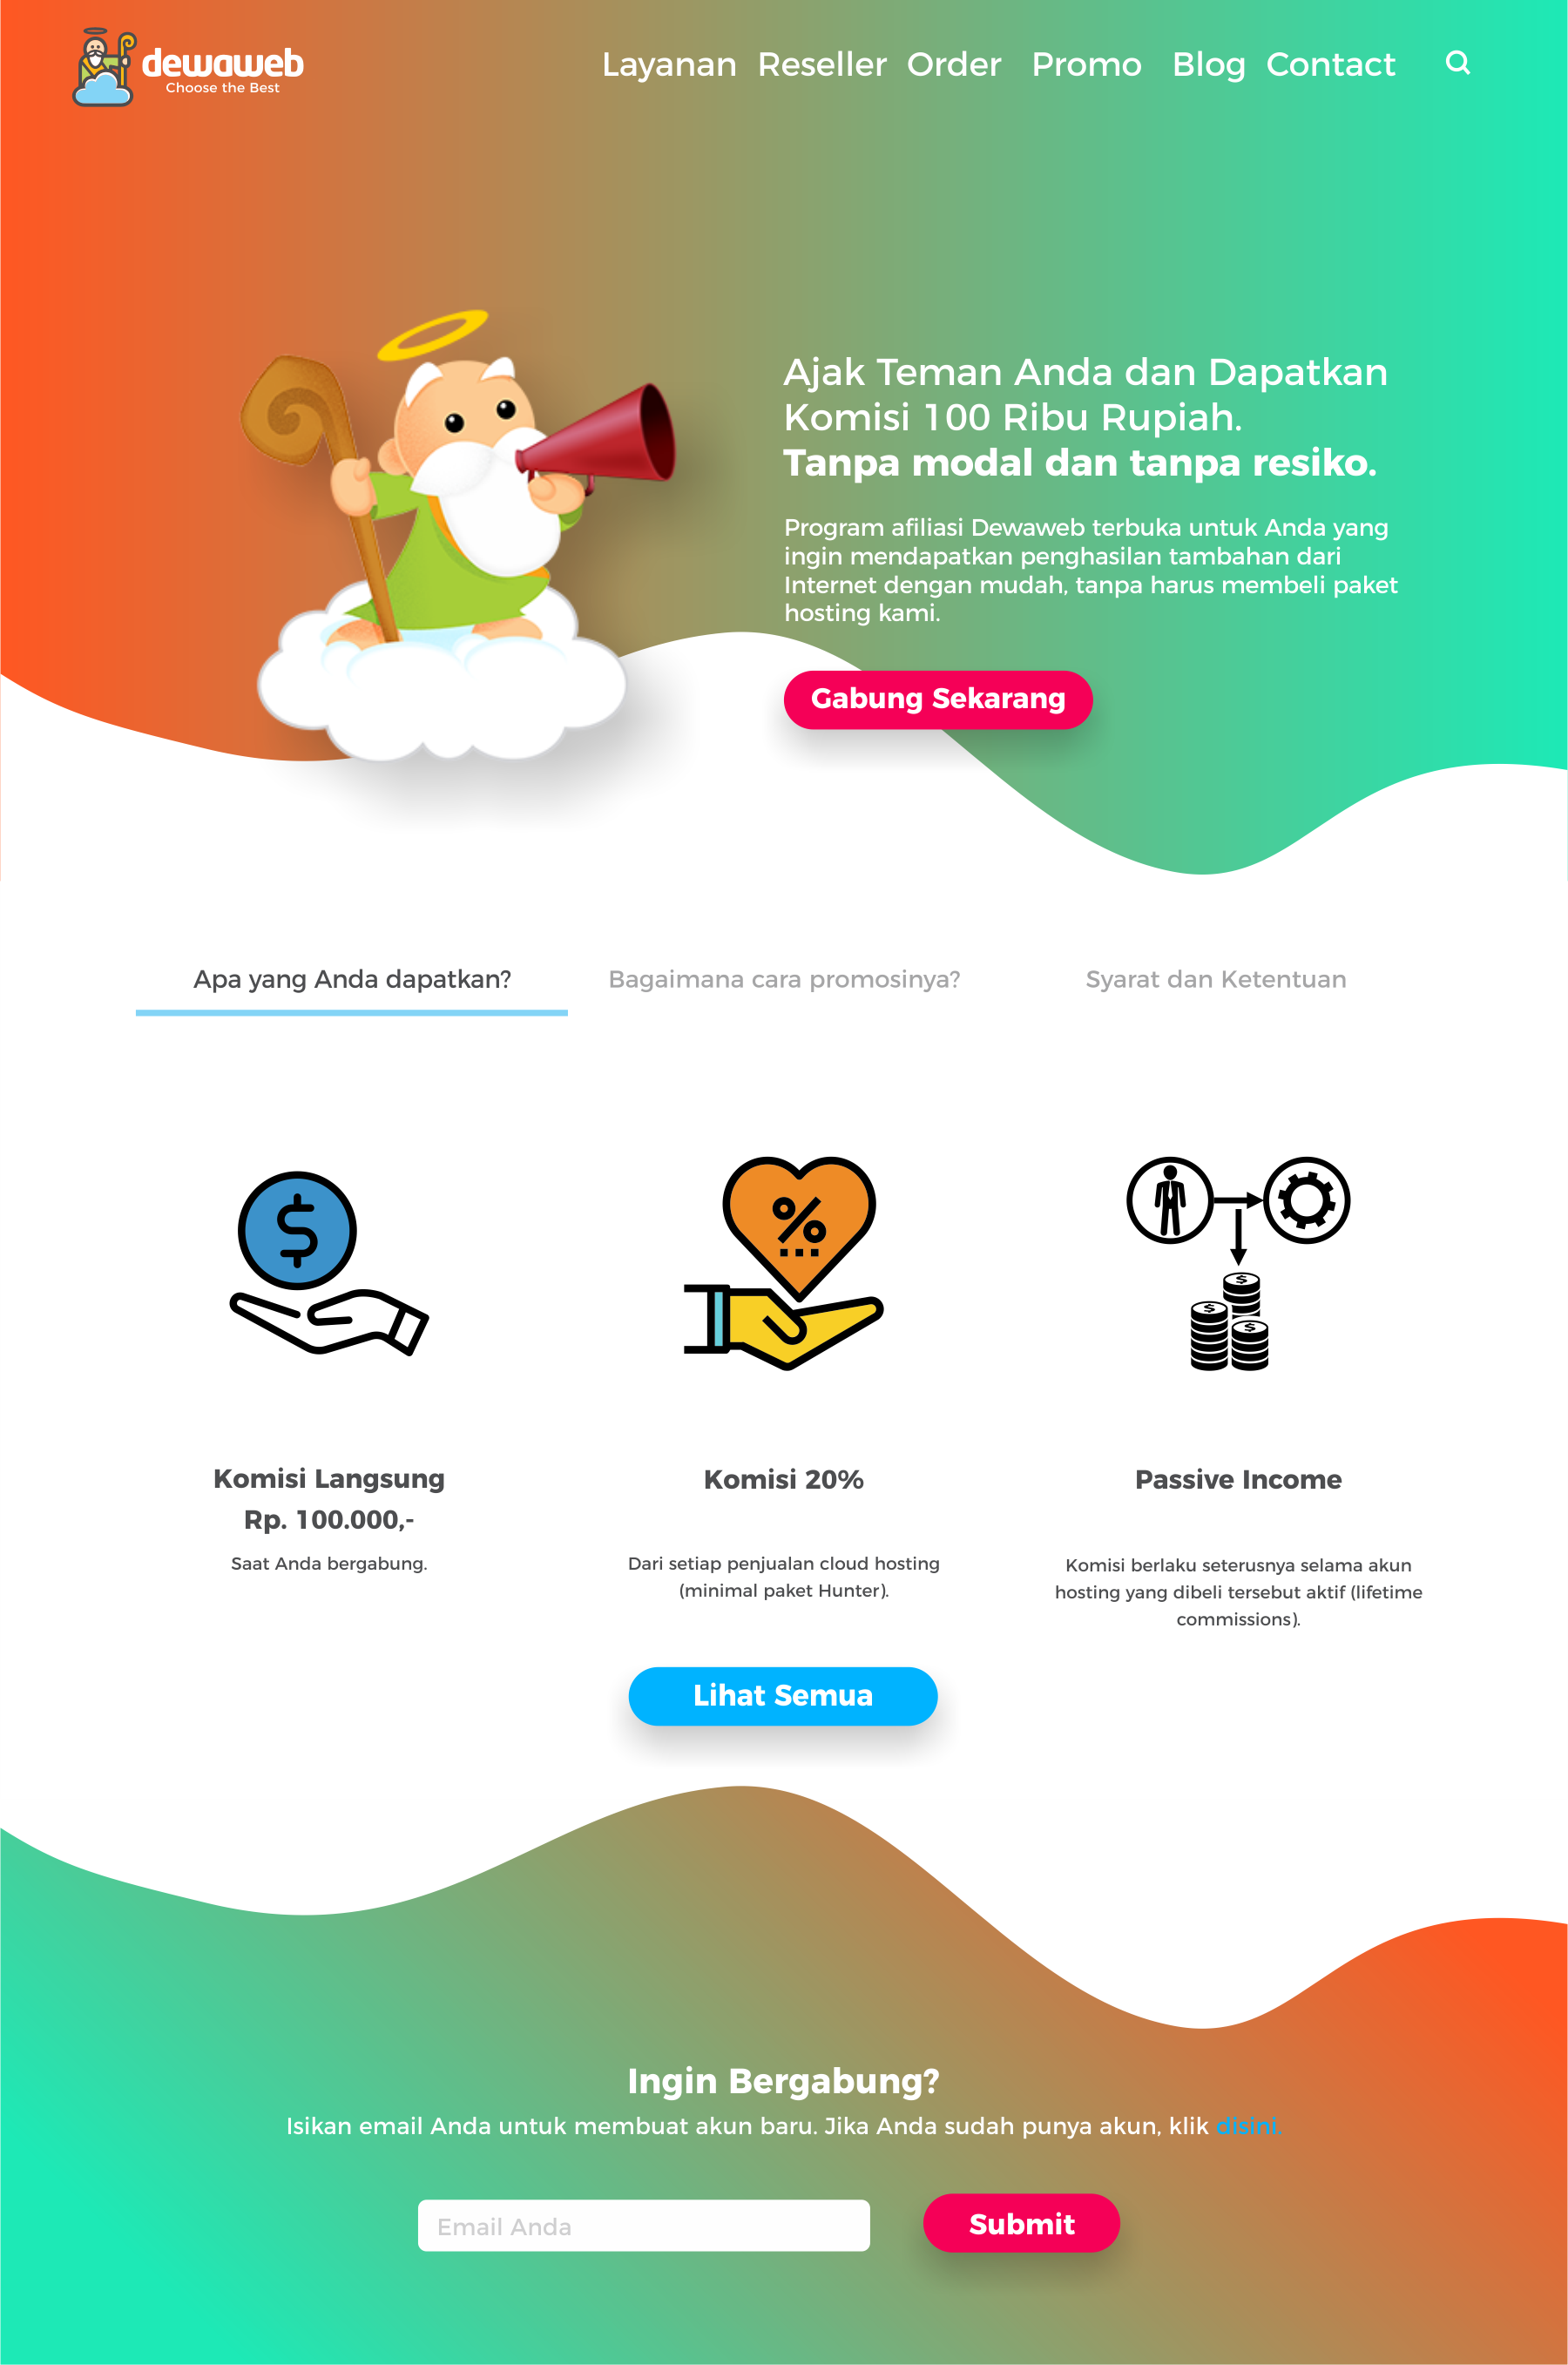 dewaweb
Choose the Best
Layanan Reseller Order Promo Blog Contact
Ajak Teman Anda dan Dapatkan
Komisi 100 Ribu Rupiah.
Tanpa modal dan tanpa resiko.
Program afiliasi Dewaweb terbuka untuk Anda yang
ingin mendapatkan penghasilan tambahan dari
Internet dengan mudah, tanpa harus membeli paket
hosting kami.
Gabung Sekarang
Apa yang Anda dapatkan?
Bagaimana cara promosinya?
Syarat dan Ketentuan
Komisi Langsung
Rp. 100.000,-
Saat Anda bergabung.
Komisi 20%
Dari setiap penjualan cloud hosting
(minimal paket Hunter).
Passive Income
Komisi berlaku seterusnya selama akun
hosting yang dibeli tersebut aktif (lifetime
commissions).
Lihat Semua
Ingin Bergabung?
Isikan email Anda untuk membuat akun baru. Jika Anda sudah punya akun, klik disini.
Email Anda
Submit